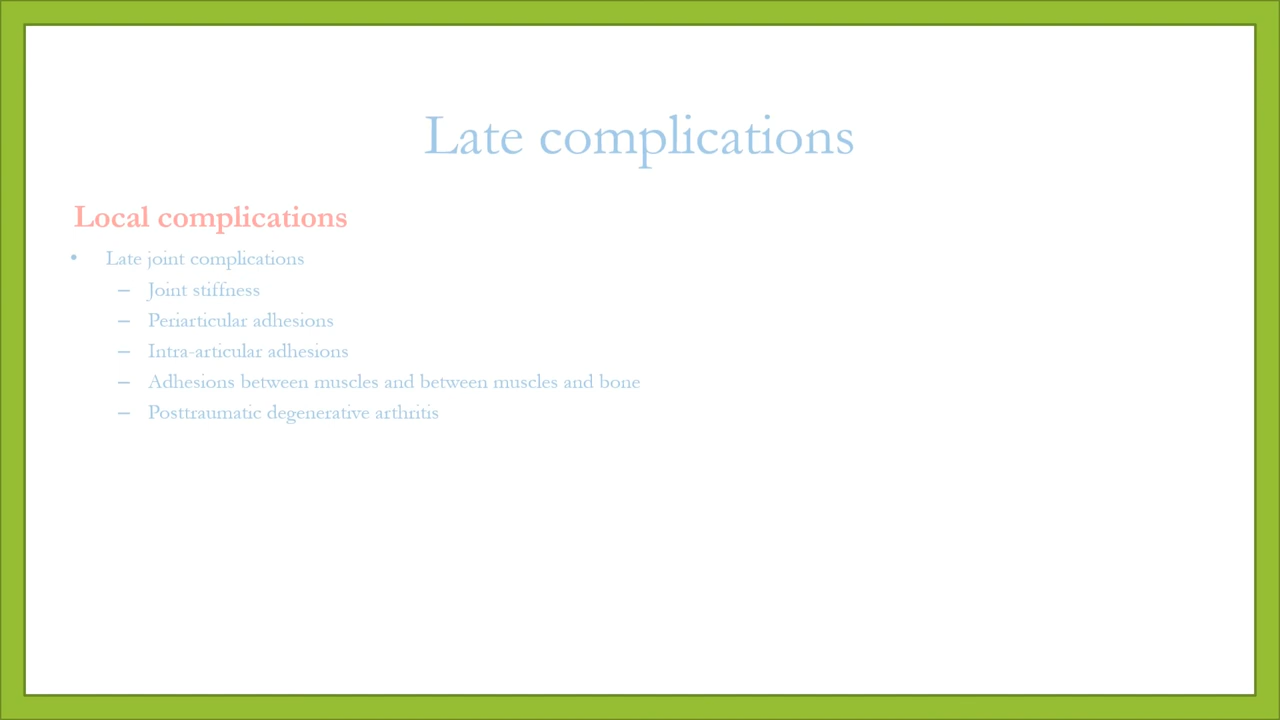 Late complications
Local complications
• Late joint complications
– Joint stiffness
– Periarticular adhesions
– Intra-articular adhesions
– Adhesions between muscles and between muscles and bone
– Posttraumatic degenerative arthritis